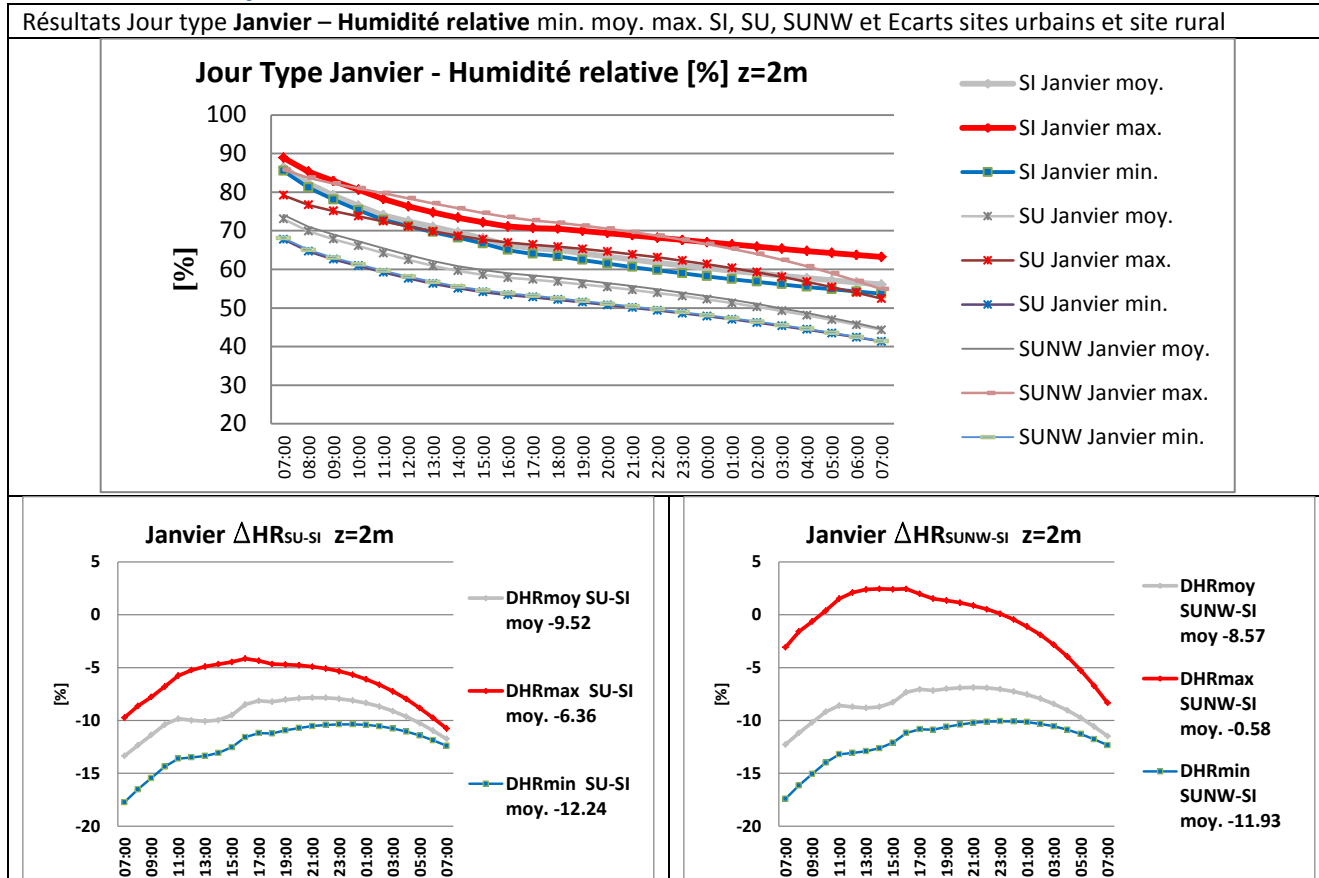 Résultats Jour type Janvier – Humidité relative min. moy. max. SI, SU, SUNW et Ecarts sites urbains et site rural
Jour Type Janvier - Humidité relative [%] z=2m
[%]
100
90
80
70
60
50
40
30
20
07:00
08:00
09:00
10:00
11:00
12:00
13:00
14:00
15:00
16:00
17:00
18:00
19:00
20:00
21:00
22:00
23:00
00:00
01:00
02:00
03:00
04:00
05:00
06:00
07:00
SI Janvier moy.
SI Janvier max.
SI Janvier min.
SU Janvier moy.
SU Janvier max.
SU Janvier min.
SUNW Janvier moy.
SUNW Janvier max.
SUNW Janvier min.
Janvier ΔHRSU-SI z=2m
[%]
5
0
-5
-10
-15
-20
07:00
09:00
11:00
13:00
15:00
17:00
19:00
21:00
23:00
01:00
03:00
05:00
07:00
DHRmoy SU-SI
moy -9.52
DHRmax SU-SI
moy. -6.36
DHRmin SU-SI
moy. -12.24
Janvier ΔHRSUNW-SI z=2m
[%]
5
0
-5
-10
-15
-20
07:00
09:00
11:00
13:00
15:00
17:00
19:00
21:00
23:00
01:00
03:00
05:00
07:00
DHRmoy
SUNW-SI
moy -8.57
DHRmax
SUNW-SI
moy. -0.58
DHRmin
SUNW-SI
moy. -11.93